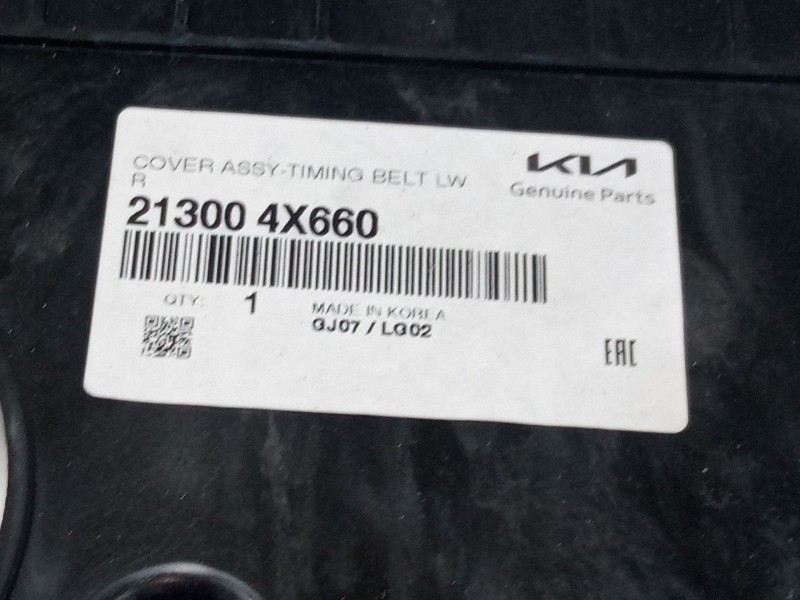 COVER ASSY-TIMING BELT LW
R
KIA
Genuine Parts
21300 4X660
QTY: 1
MADE IN KOREA
GJ07 / LG02
EAC